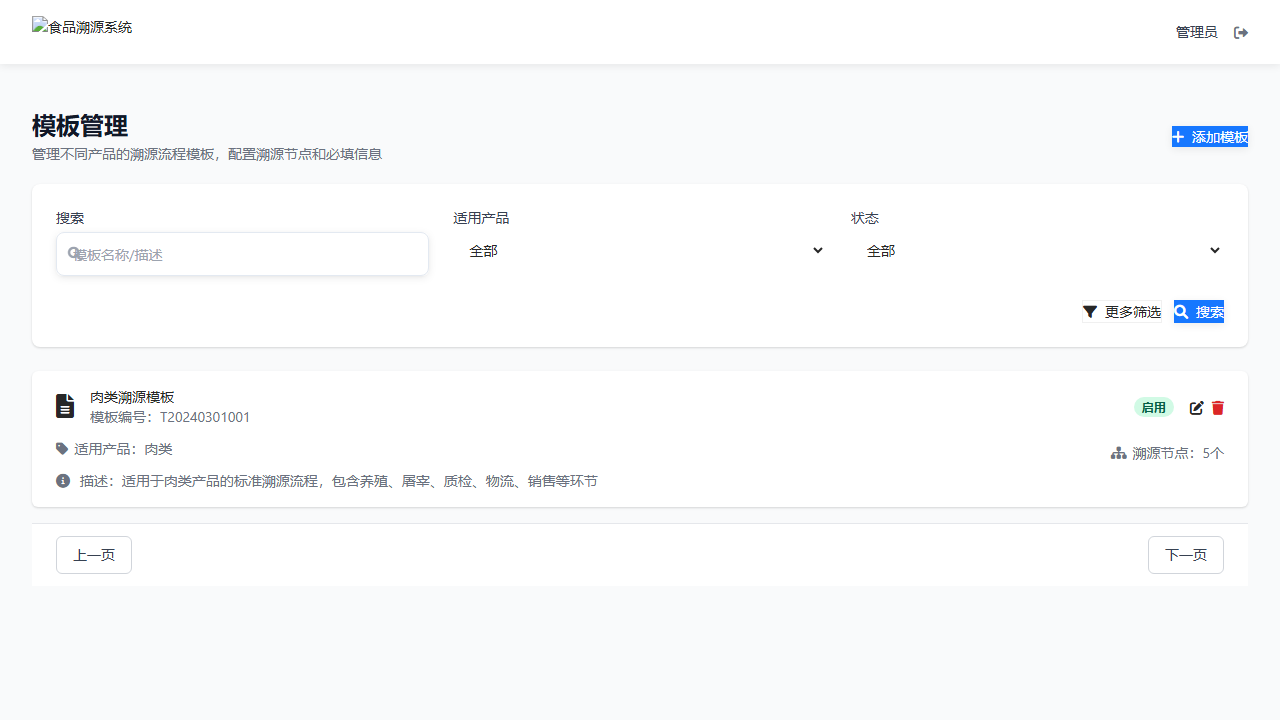 食品溯源系统
管理员
模板管理
管理不同产品的溯源流程模板，配置溯源节点和必填信息
添加模板
搜索
适用产品
状态
模板名称/描述
全部
全部
更多筛选
搜索
肉类溯源模板
模板编号：T20240301001
启用
适用产品：肉类
溯源节点：5个
描述：适用于肉类产品的标准溯源流程，包含养殖、屠宰、质检、物流、销售等环节
上一页
下一页